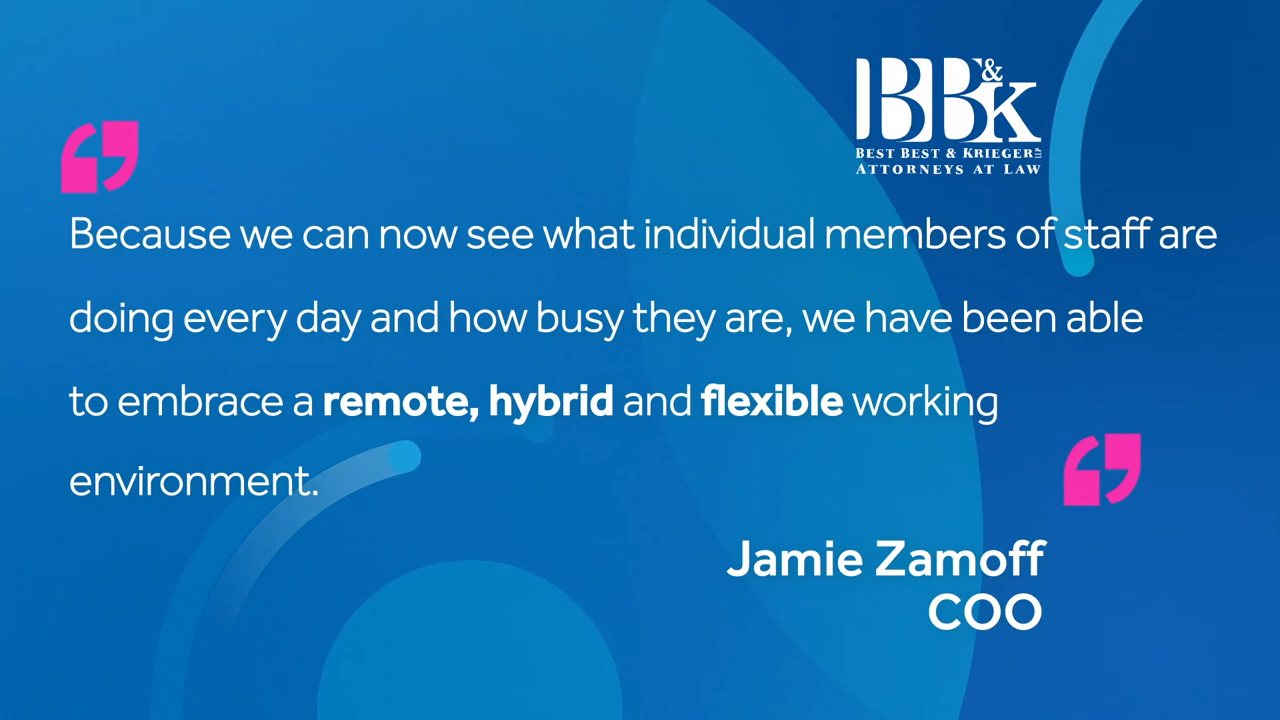 BB&K
BEST BEST & KRIEGER LLP
ATTORNEYS AT LAW
Because we can now see what individual members of staff are
doing every day and how busy they are, we have been able
to embrace a remote, hybrid and flexible working
environment.
Jamie Zamoff
COO